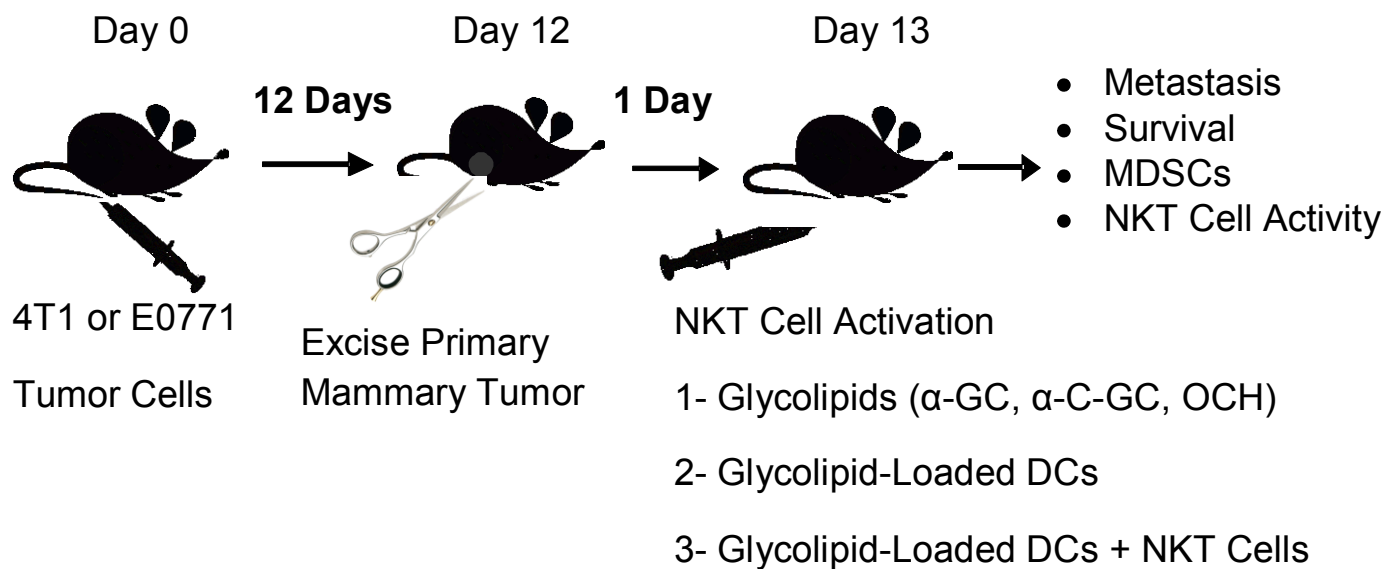 Day 0
Day 12
Day 13
12 Days
1 Day
• Metastasis
• Survival
• MDSCs
• NKT Cell Activity
4T1 or E0771
Tumor Cells
Excise Primary
Mammary Tumor
NKT Cell Activation
1- Glycolipids (α-GC, α-C-GC, OCH)
2- Glycolipid-Loaded DCs
3- Glycolipid-Loaded DCs + NKT Cells